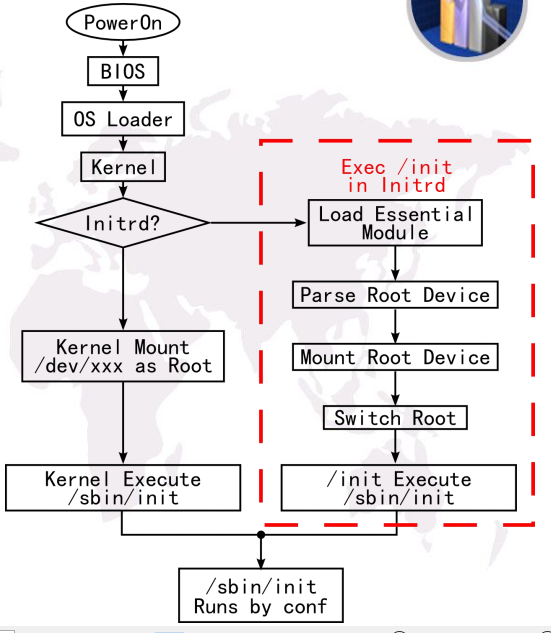 PowerOn
BIOS
OS Loader
Kernel
Initrd?
Kernel Mount
/dev/xxx as Root
Kernel Execute
/sbin/init
Exec /init
in Initrd
Load Essential
Module
Parse Root Device
Mount Root Device
Switch Root
/init Execute
/sbin/init
/sbin/init
Runs by conf